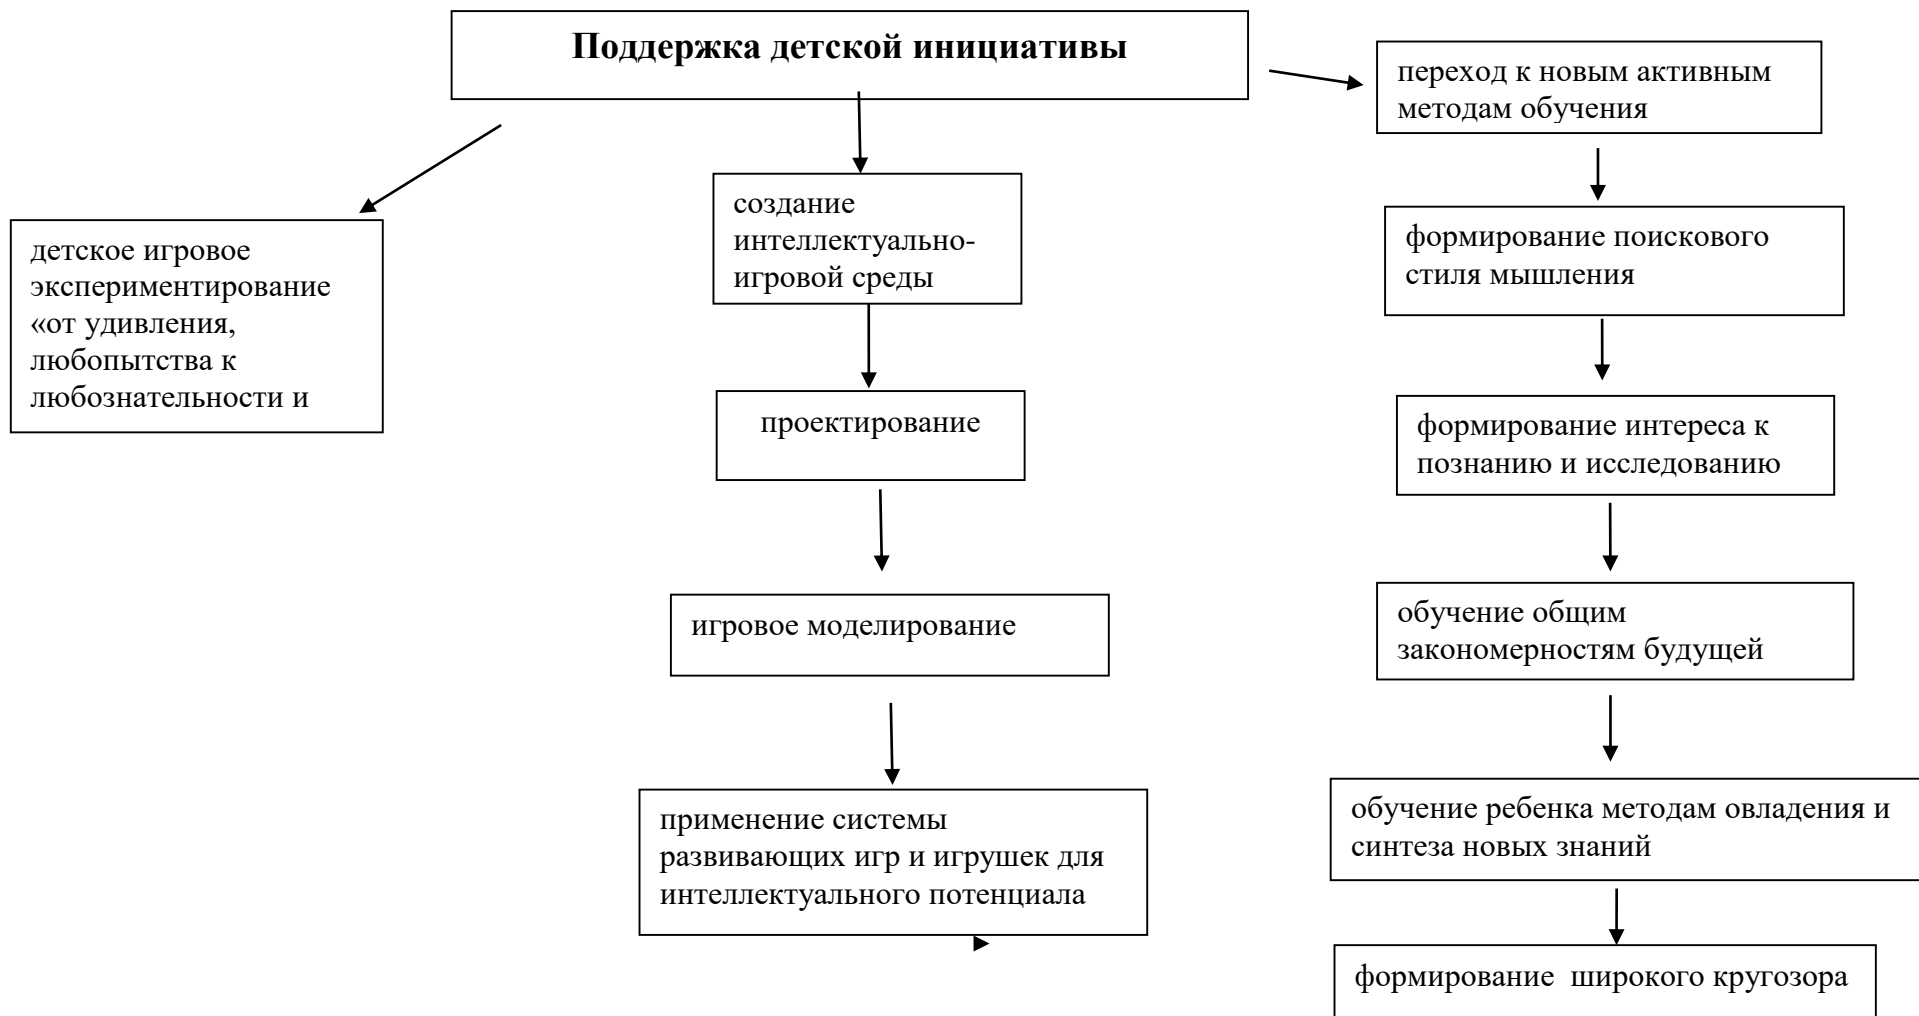 Поддержка детской инициативы
переход к новым активным
методам обучения
детское игровое
экспериментирование
«от удивления,
любопытства к
любознательности и
создание
интеллектуально-
игровой среды
проектирование
игровое моделирование
применение системы
развивающих игр и игрушек для
интеллектуального потенциала
формирование поискового
стиля мышления
формирование интереса к
познанию и исследованию
обучение общим
закономерностям будущей
обучение ребенка методам овладения и
синтеза новых знаний
формирование  широкого кругозора